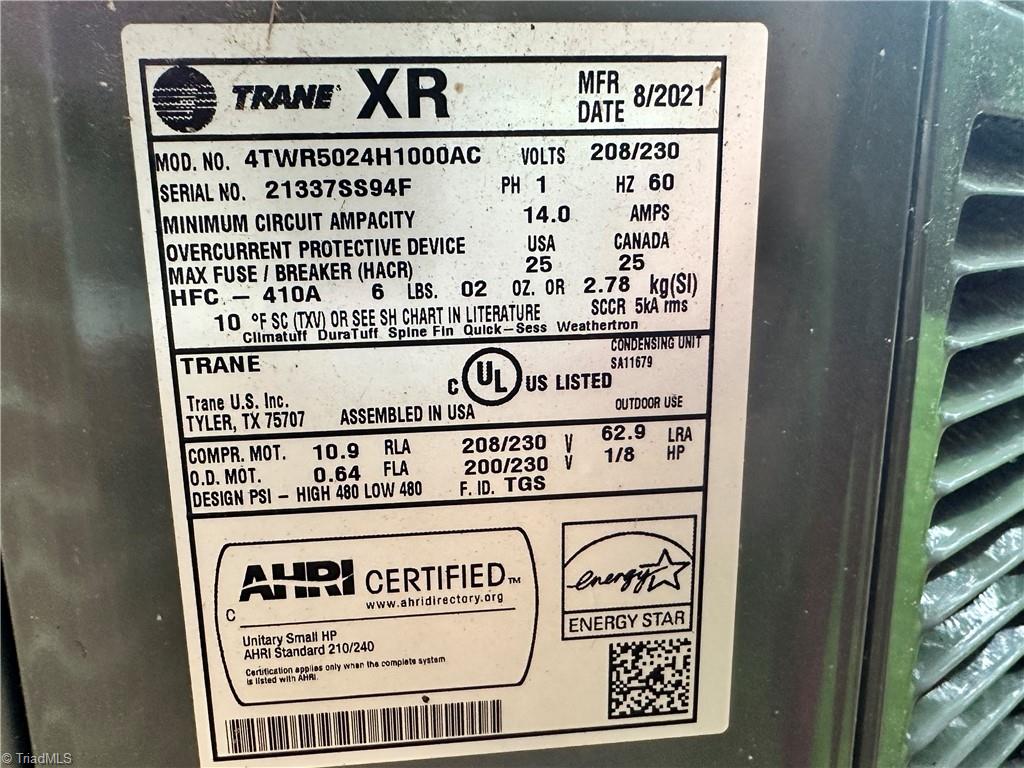 TRANE XR MFR DATE 8/2021
MOD. NO. 4TWR5024H1000AC VOLTS 208/230
SERIAL NO. 21337SS94F PH 1 HZ 60
MINIMUM CIRCUIT AMPACITY 14.0 AMPS
OVERCURRENT PROTECTIVE DEVICE USA CANADA
MAX FUSE / BREAKER (HACR) 25 25
HFC - 410A 6 LBS. 02 OZ. OR 2.78 kg(SI)
10 °F SC (TXV) OR SEE SH CHART IN LITERATURE SCCR 5kA rms
Climatuff DuraTuff Spine Fin Quick-Sess Weathertron
CONDENSING UNIT
TRANE SA11679
C UL US LISTED
Trane U.S. Inc.
TYLER, TX 75707 ASSEMBLED IN USA OUTDOOR USE
COMPR. MOT. 10.9 RLA 208/230 V 62.9 LRA
O.D. MOT. 0.64 FLA 200/230 V 1/8 HP
DESIGN PSI - HIGH 480 LOW 480 F. ID. TGS
AHRI CERTIFIED™
www.ahridirectory.org
C
Unitary Small HP
AHRI Standard 210/240
Certification applies only when the complete system
is listed with AHRI.
energy
ENERGY STAR
© TriadMLS